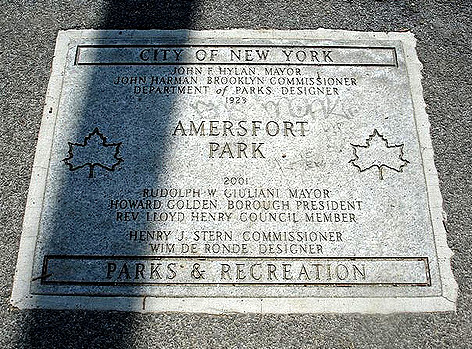 CITY OF NEW YORK
JOHN F. HYLAN, MAYOR
JOHN HARMAN, BROOKLYN COMMISSIONER
DEPARTMENT of PARKS, DESIGNER
1923
AMERSFORT
PARK
2001
RUDOLPH W. GIULIANI, MAYOR
HOWARD GOLDEN, BOROUGH PRESIDENT
REV. LLOYD HENRY, COUNCIL MEMBER
HENRY J. STERN, COMMISSIONER
WIM DE RONDE, DESIGNER
PARKS & RECREATION